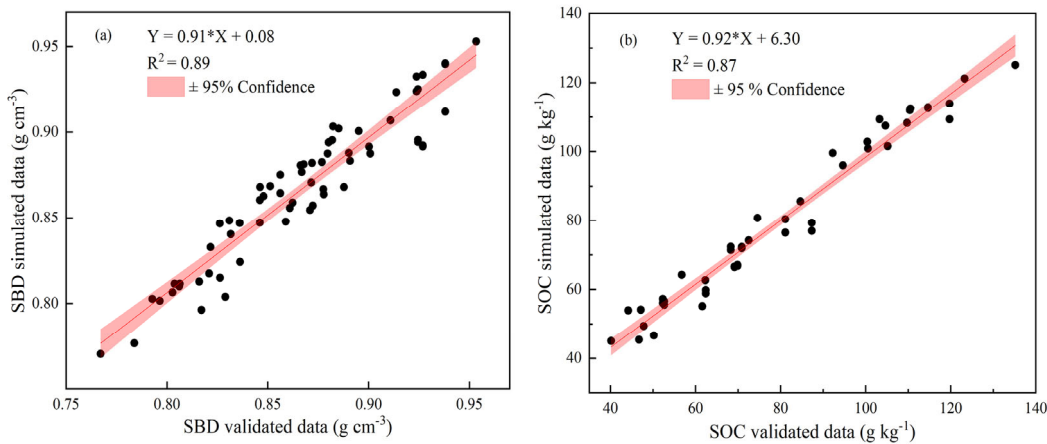 (a)
Y = 0.91*X + 0.08
R² = 0.89
± 95% Confidence
0.95
0.90
0.85
0.80
SBD simulated data (g cm⁻³)
0.75 0.80 0.85 0.90 0.95
SBD validated data (g cm⁻³)
(b)
Y = 0.92*X + 6.30
R² = 0.87
± 95 % Confidence
140
120
100
80
60
40
SOC simulated data (g kg⁻¹)
40 60 80 100 120 140
SOC validated data (g kg⁻¹)